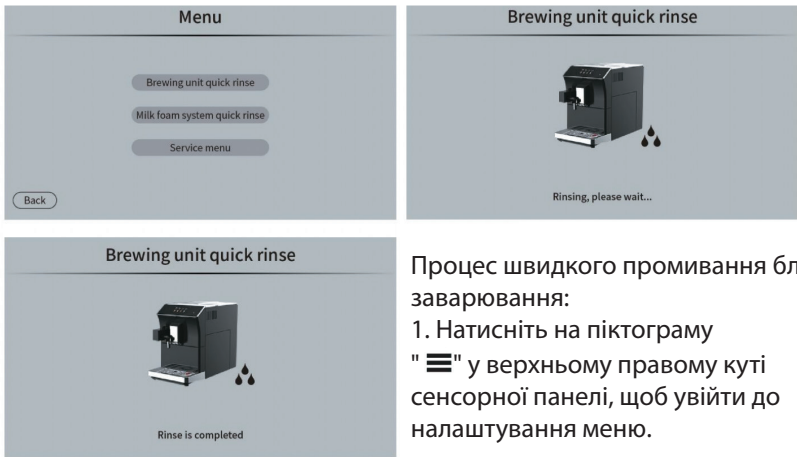 Menu
Brewing unit quick rinse
Milk foam system quick rinse
Service menu
Back
Brewing unit quick rinse
Rinsing, please wait...
Brewing unit quick rinse
Rinse is completed
Процес швидкого промивання
заварювання:
1. Натисніть на піктограму
" ☰" у верхньому правому куті
сенсорної панелі, щоб увійти до
налаштування меню.